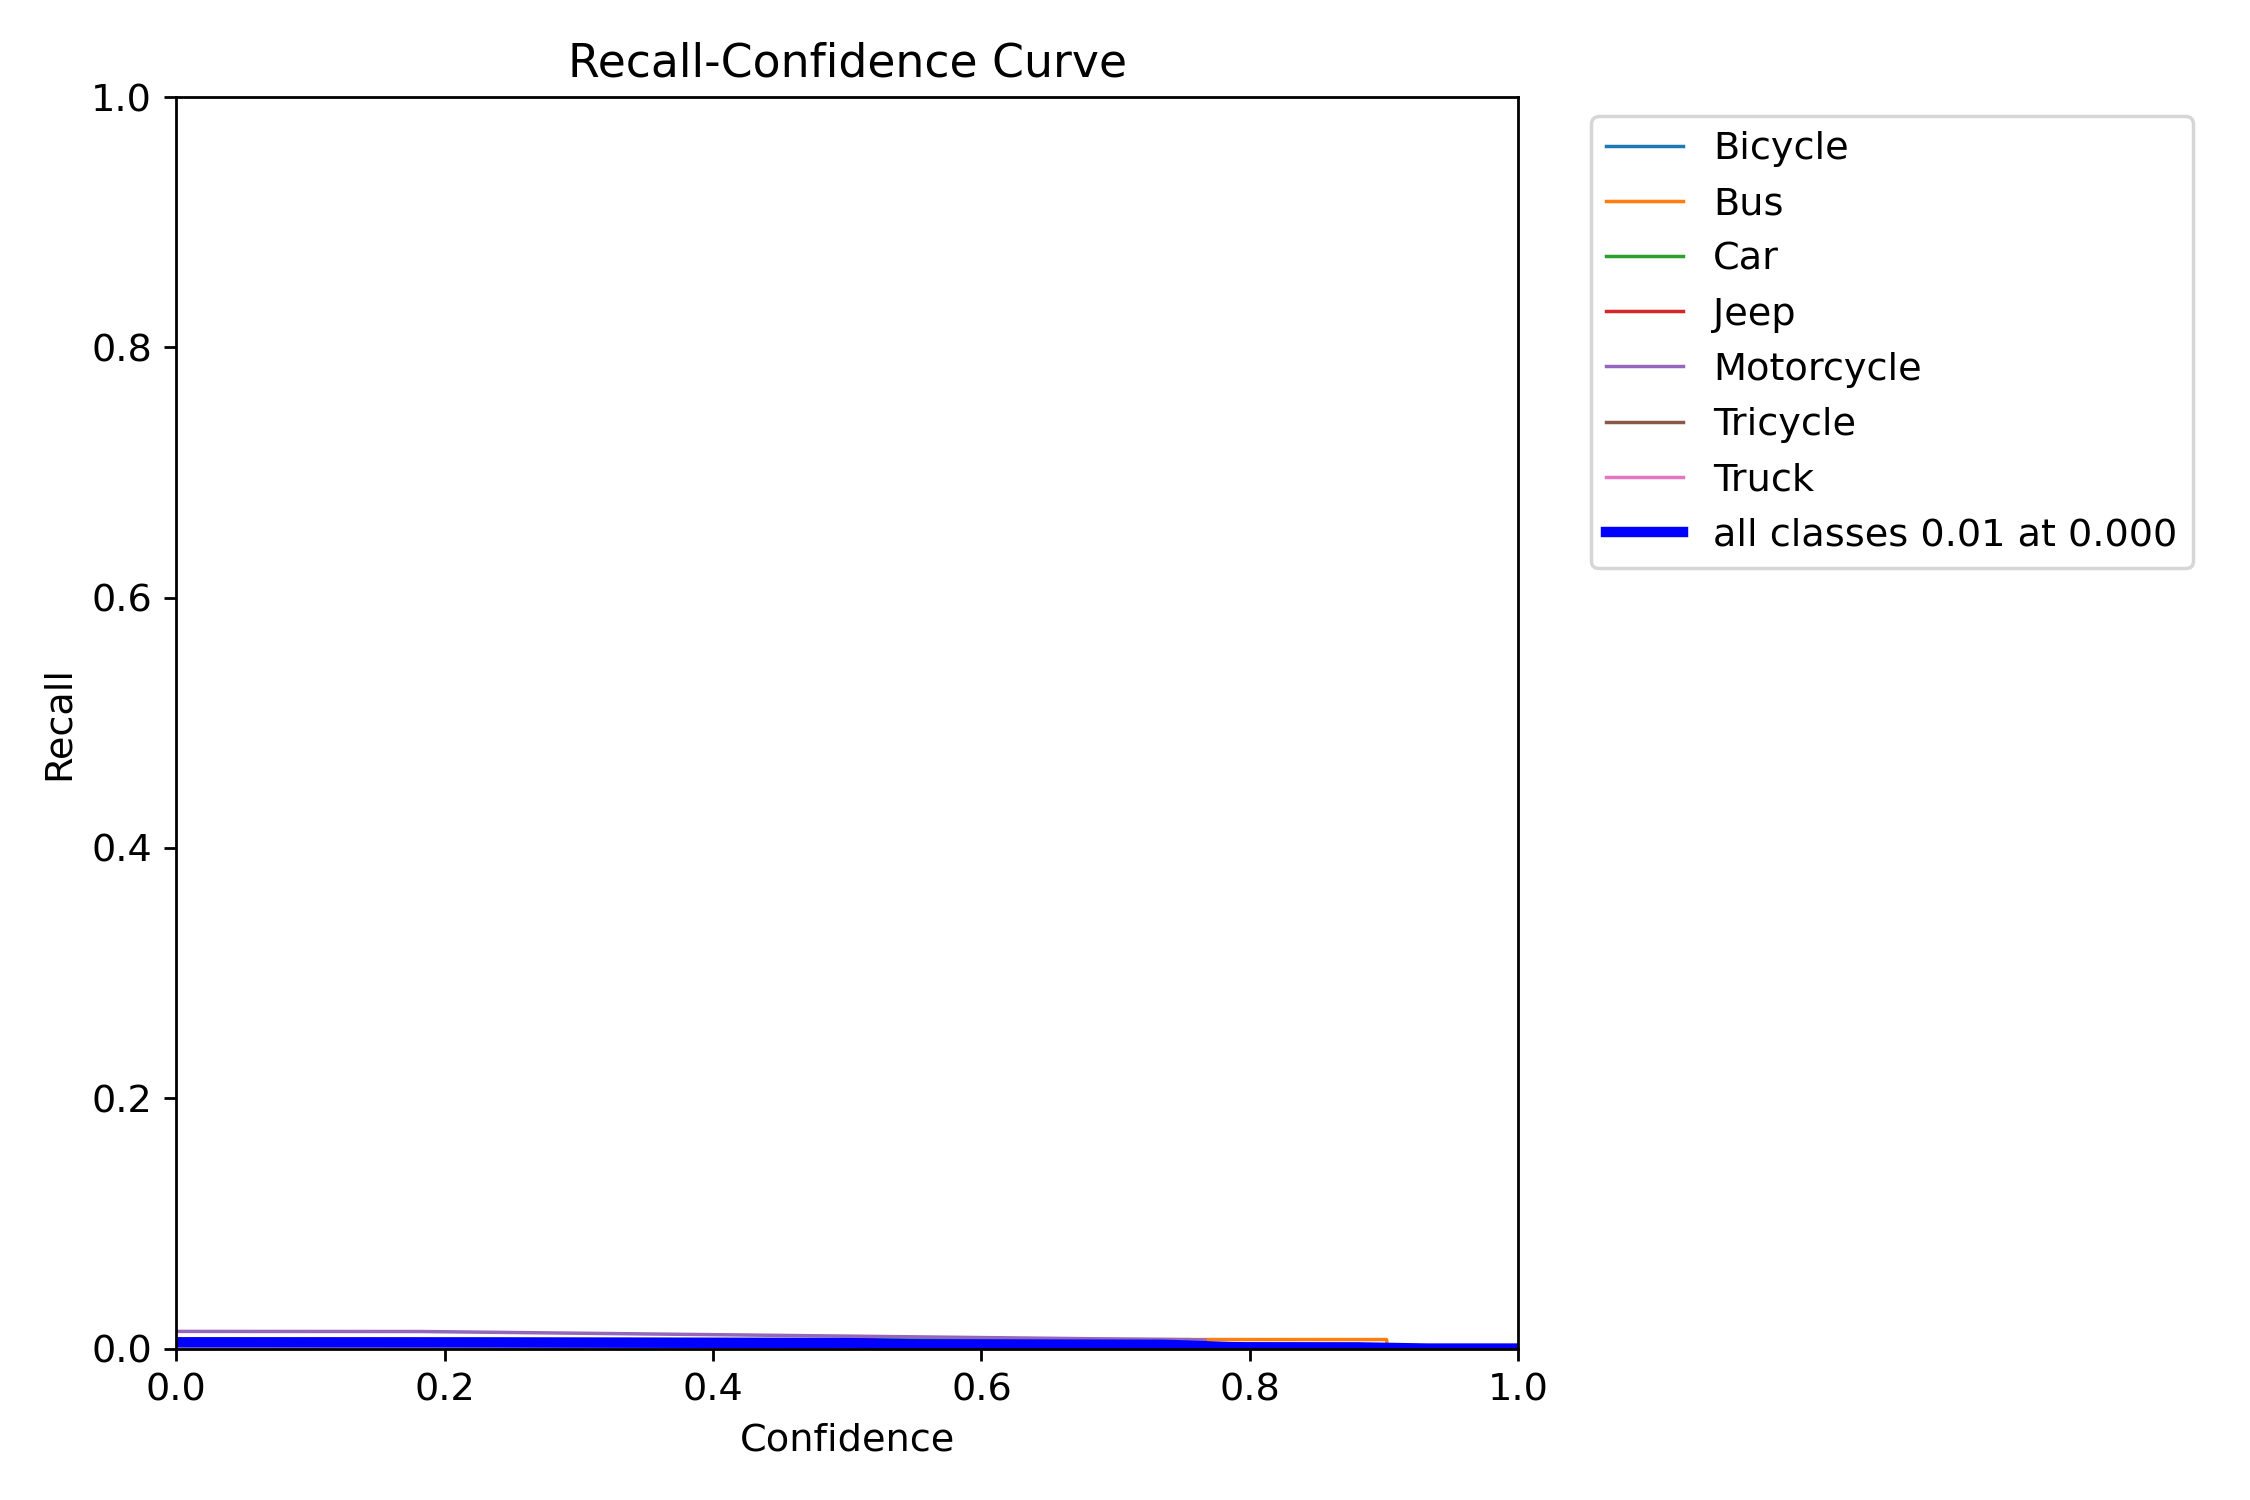 Recall-Confidence Curve
1.0
0.8
0.6
0.4
0.2
0.0
Recall
0.0 0.2 0.4 0.6 0.8 1.0
Confidence
Bicycle
Bus
Car
Jeep
Motorcycle
Tricycle
Truck
all classes 0.01 at 0.000